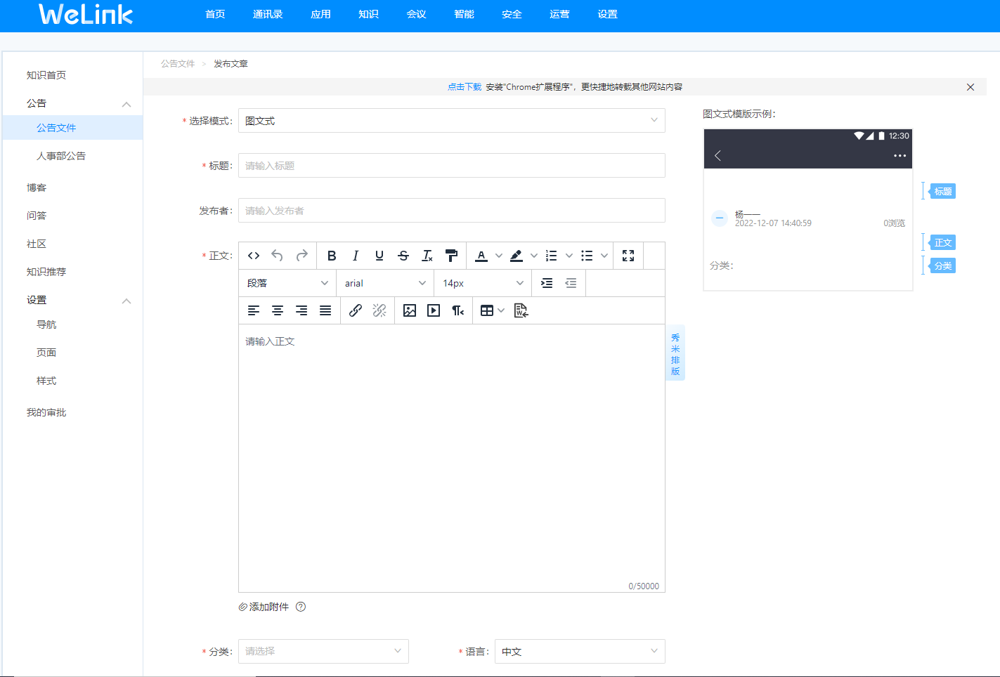 WeLink
首页 通讯录 应用 知识 会议 智能 安全 运营 设置
知识首页
公告
公告文件
人事部公告
博客
问答
社区
知识推荐
设置
导航
页面
样式
我的审批
公告文件 > 发布文章
点击下载 安装"Chrome扩展程序"，更快捷地转载其他网站内容
* 选择模式： 图文式
* 标题： 请输入标题
发布者： 请输入发布者
* 正文：
段落 arial 14px
请输入正文
0/50000
秀米排版
添加附件
* 分类： 请选择
* 语言： 中文
图文式模版示例：
12:30
标题
杨一一
2022-12-07 14:40:59 0浏览
正文
分类： 分类